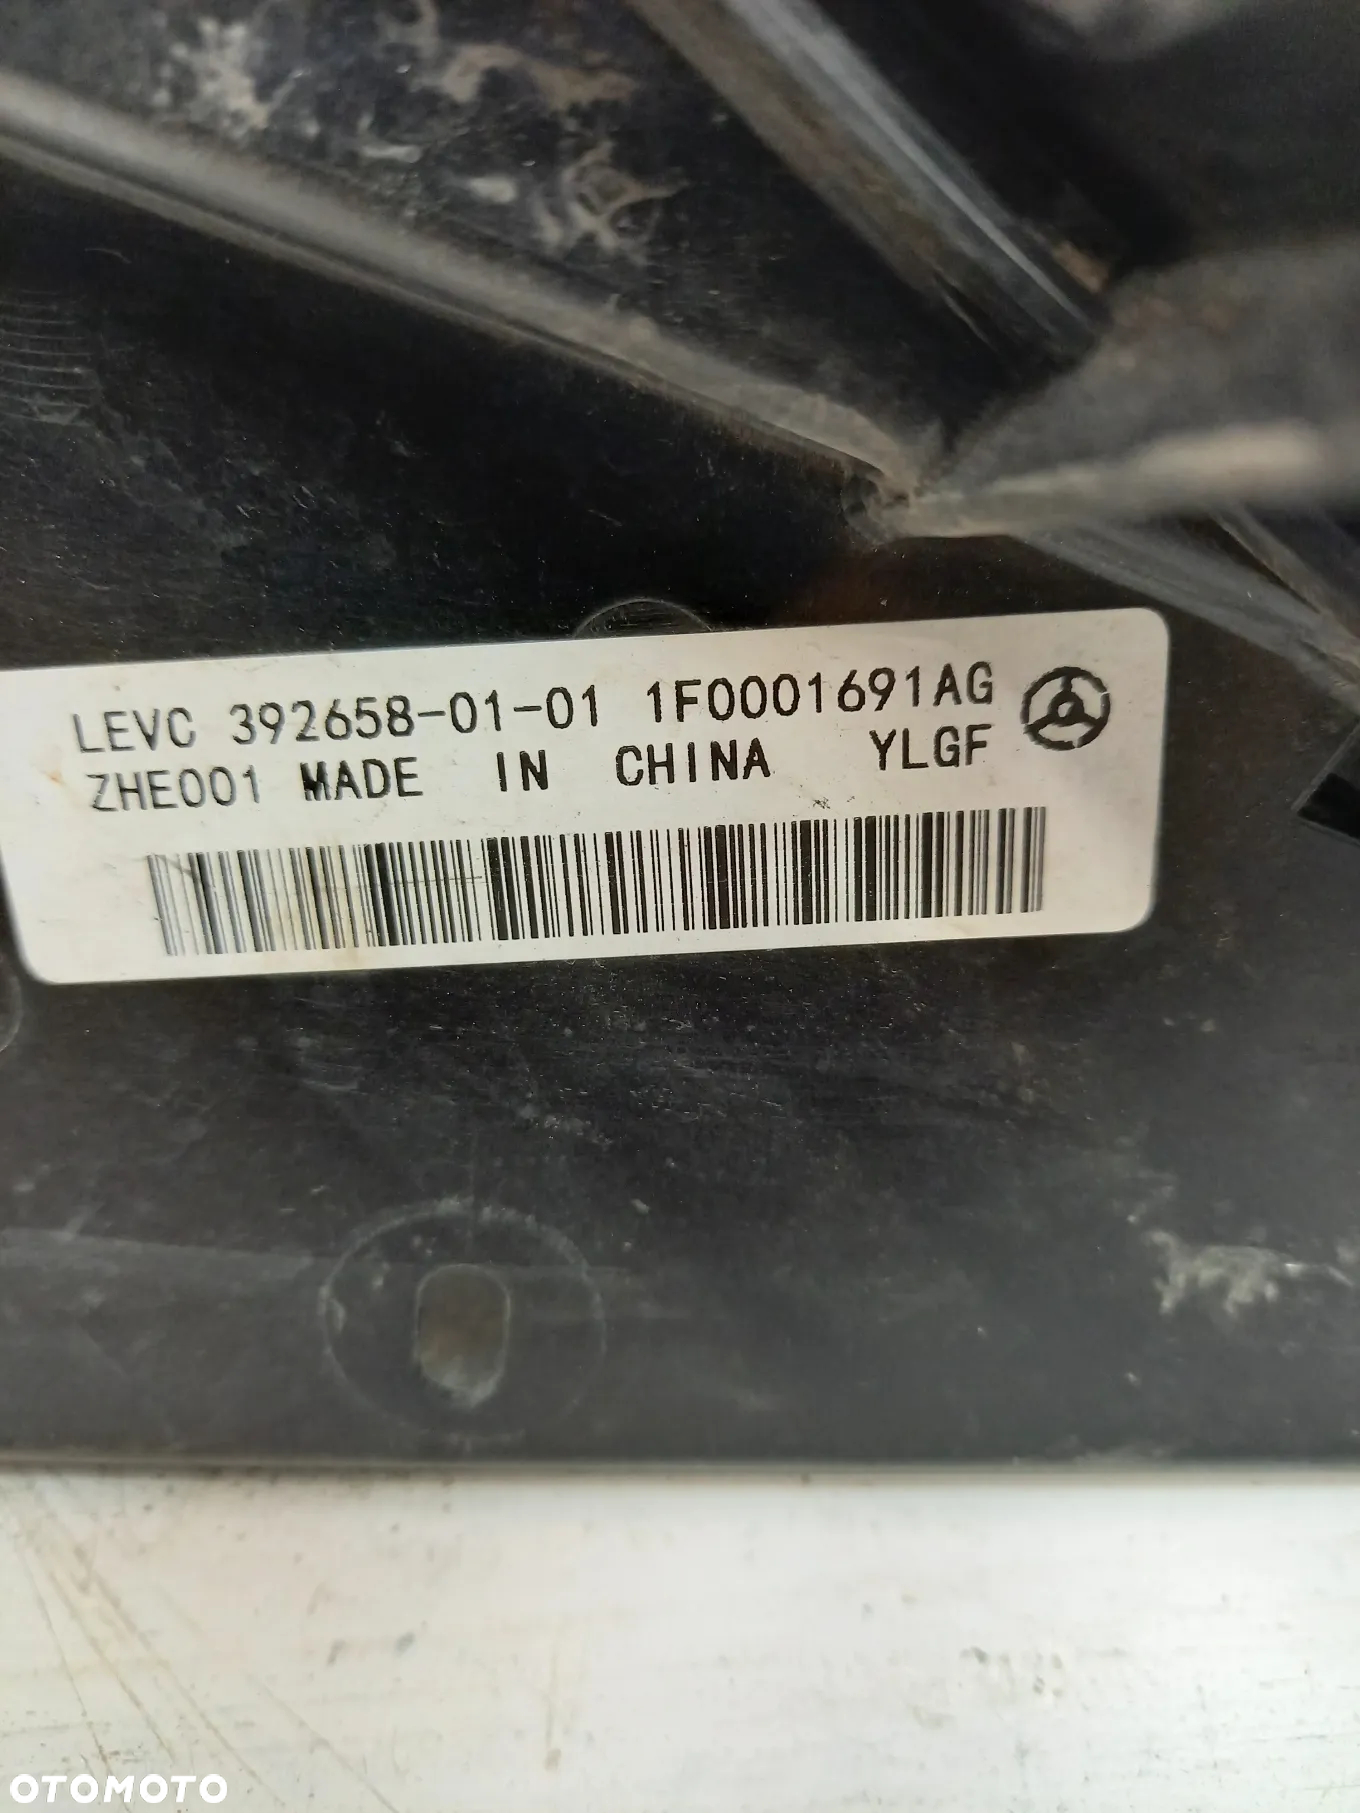 LEVC 392658-01-01 1F0001691AG
ZHE001 MADE IN CHINA YLGF
OTOMOTO